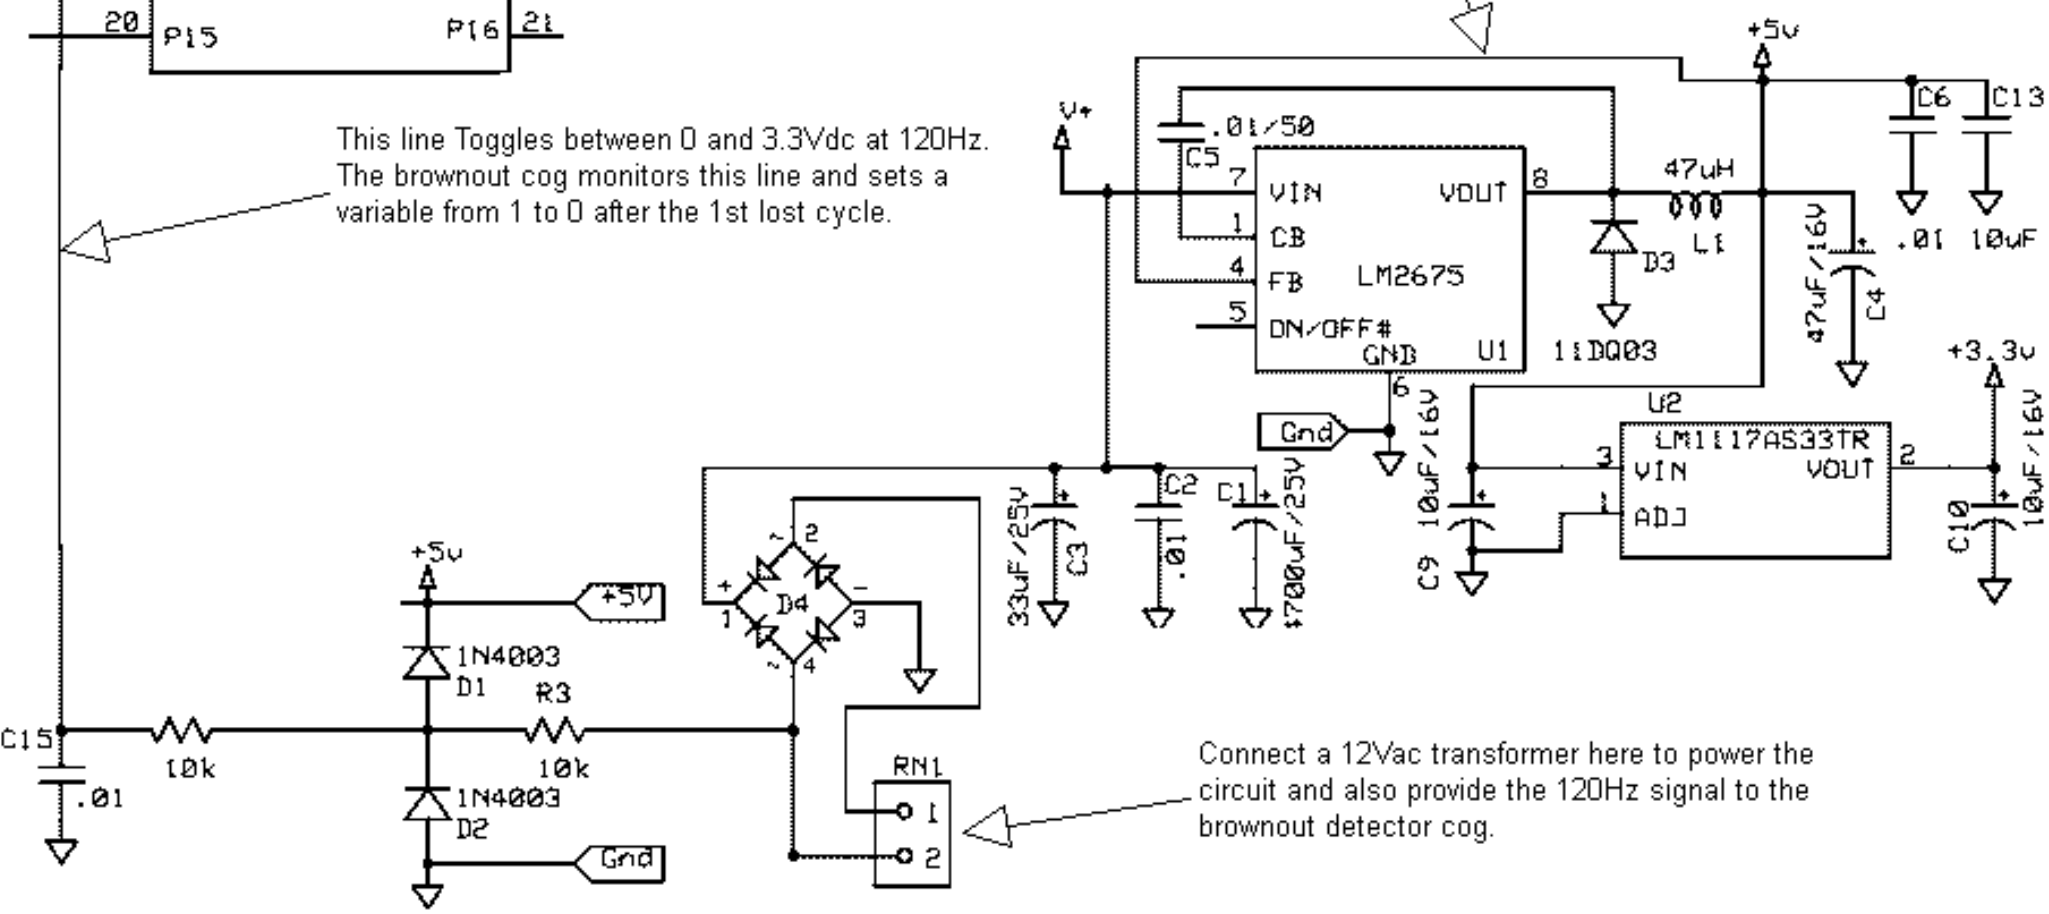 20
P15
P16
21
This line Toggles between 0 and 3.3Vdc at 120Hz.
The brownout cog monitors this line and sets a
variable from 1 to 0 after the 1st lost cycle.
+5v
C6
C13
.01
10uF
V+
.01/50
C5
7
VIN
VOUT
8
1
CB
4
FB
LM2675
5
ON/OFF#
GND
U1
6
47uH
L1
D3
11DQ03
47uF/16V
+
C4
Gnd
+3.3v
U2
LM1117AS33TR
3
VIN
VOUT
2
1
ADJ
10uF/16V
+
C9
C10
+
10uF/16V
33uF/25V
+
C3
C2
.01
C1
+
4700uF/25V
+5v
+5V
1N4003
D1
R3
10k
10k
C15
.01
1N4003
D2
Gnd
~
2
+
1
D4
-
3
~
4
RN1
1
2
Connect a 12Vac transformer here to power the
circuit and also provide the 120Hz signal to the
brownout detector cog.